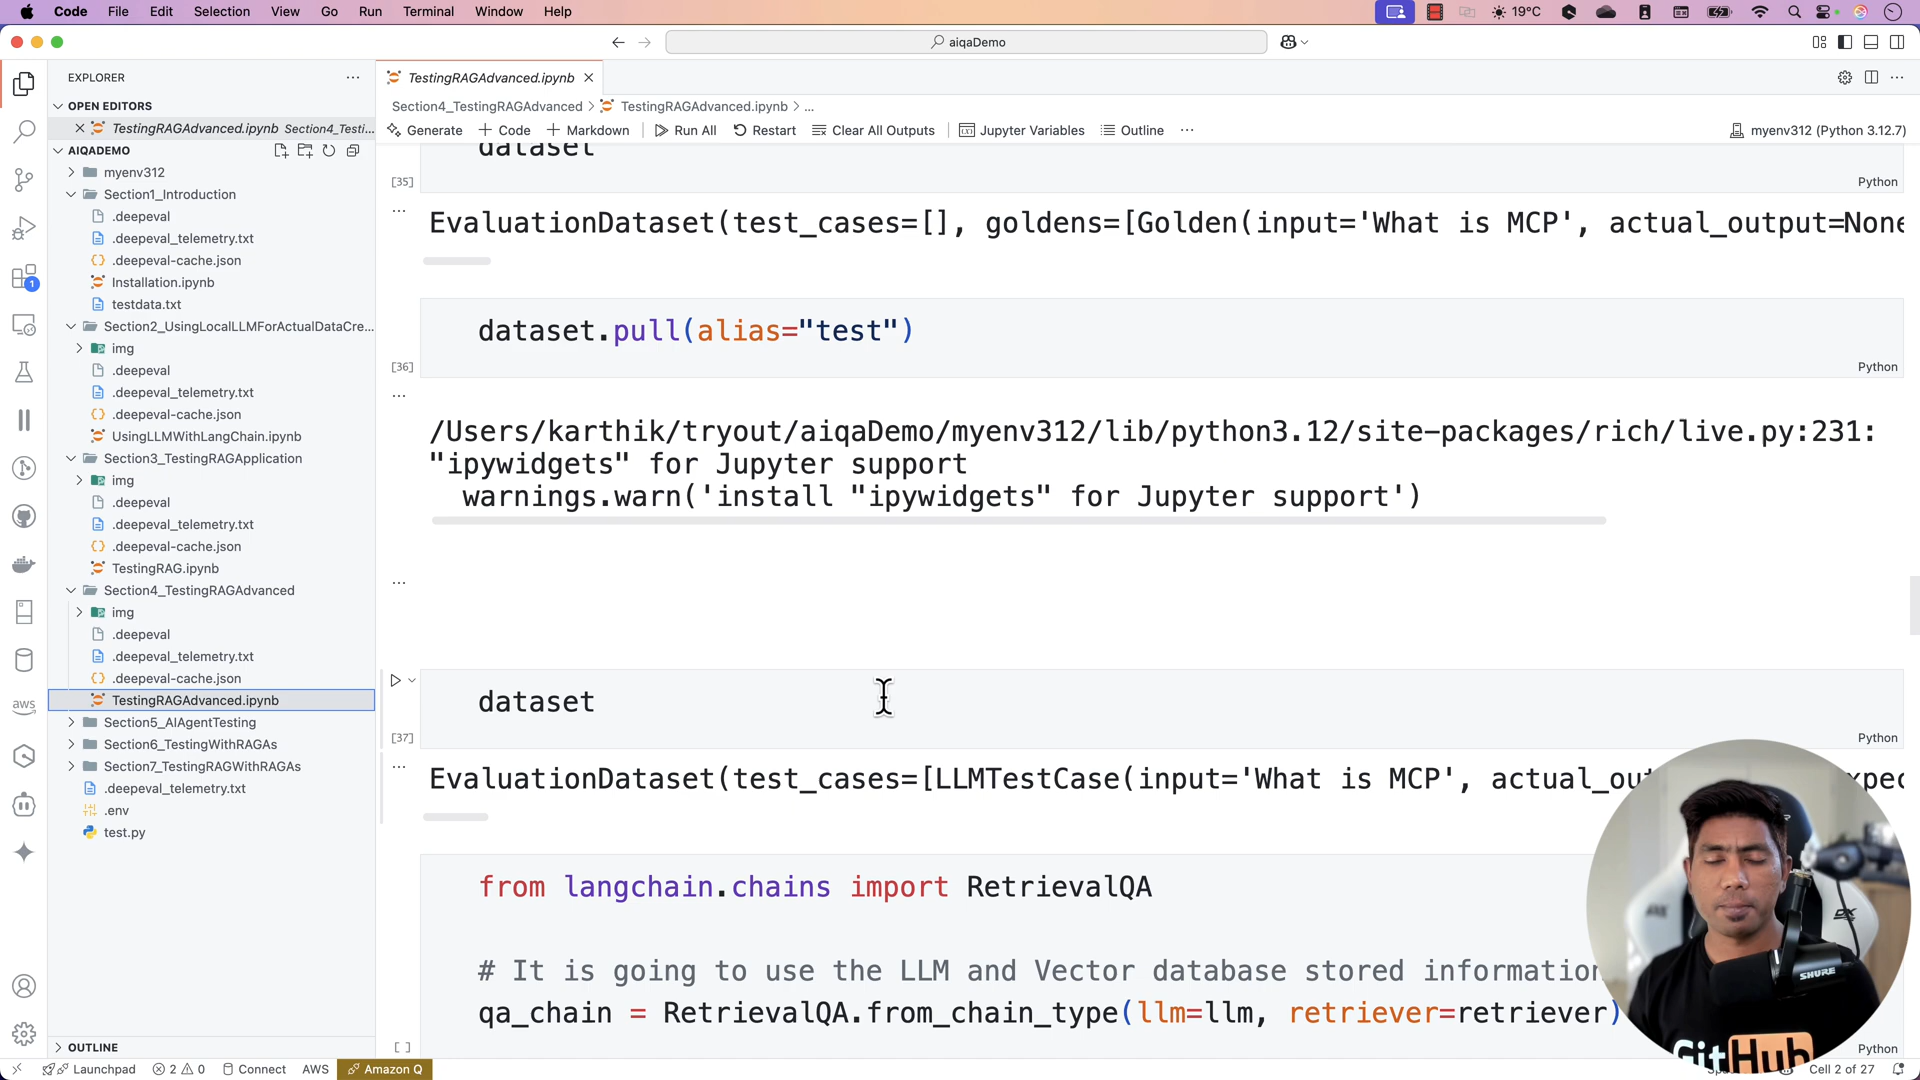 Code File Edit Selection View Go Run Terminal Window Help
19°C
aiqaDemo
EXPLORER
OPEN EDITORS
TestingRAGAdvanced.ipynb Section4_Testi...
AIQADEMO
myenv312
Section1_Introduction
.deepeval
.deepeval_telemetry.txt
.deepeval-cache.json
Installation.ipynb
testdata.txt
Section2_UsingLocalLLMForActualDataCre...
img
.deepeval
.deepeval_telemetry.txt
.deepeval-cache.json
UsingLLMWithLangChain.ipynb
Section3_TestingRAGApplication
img
.deepeval
.deepeval_telemetry.txt
.deepeval-cache.json
TestingRAG.ipynb
Section4_TestingRAGAdvanced
img
.deepeval
.deepeval_telemetry.txt
.deepeval-cache.json
TestingRAGAdvanced.ipynb
Section5_AIAgentTesting
Section6_TestingWithRAGAs
Section7_TestingRAGWithRAGAs
.deepeval_telemetry.txt
.env
test.py
OUTLINE
1
aws
TestingRAGAdvanced.ipynb
Section4_TestingRAGAdvanced > TestingRAGAdvanced.ipynb > ...
Generate + Code + Markdown Run All Restart Clear All Outputs Jupyter Variables Outline ...
myenv312 (Python 3.12.7)
dataset
[35] Python
EvaluationDataset(test_cases=[], goldens=[Golden(input='What is MCP', actual_output=None
dataset.pull(alias="test")
[36] Python
/Users/karthik/tryout/aiqaDemo/myenv312/lib/python3.12/site-packages/rich/live.py:231:
"ipywidgets" for Jupyter support
warnings.warn('install "ipywidgets" for Jupyter support')
dataset
[37] Python
EvaluationDataset(test_cases=[LLMTestCase(input='What is MCP', actual_ou
from langchain.chains import RetrievalQA
# It is going to use the LLM and Vector database stored information
qa_chain = RetrievalQA.from_chain_type(llm=llm, retriever=retriever)
[ ] Python
SHURE
GitHub
Launchpad 2 0 Connect AWS Amazon Q
Cell 2 of 27